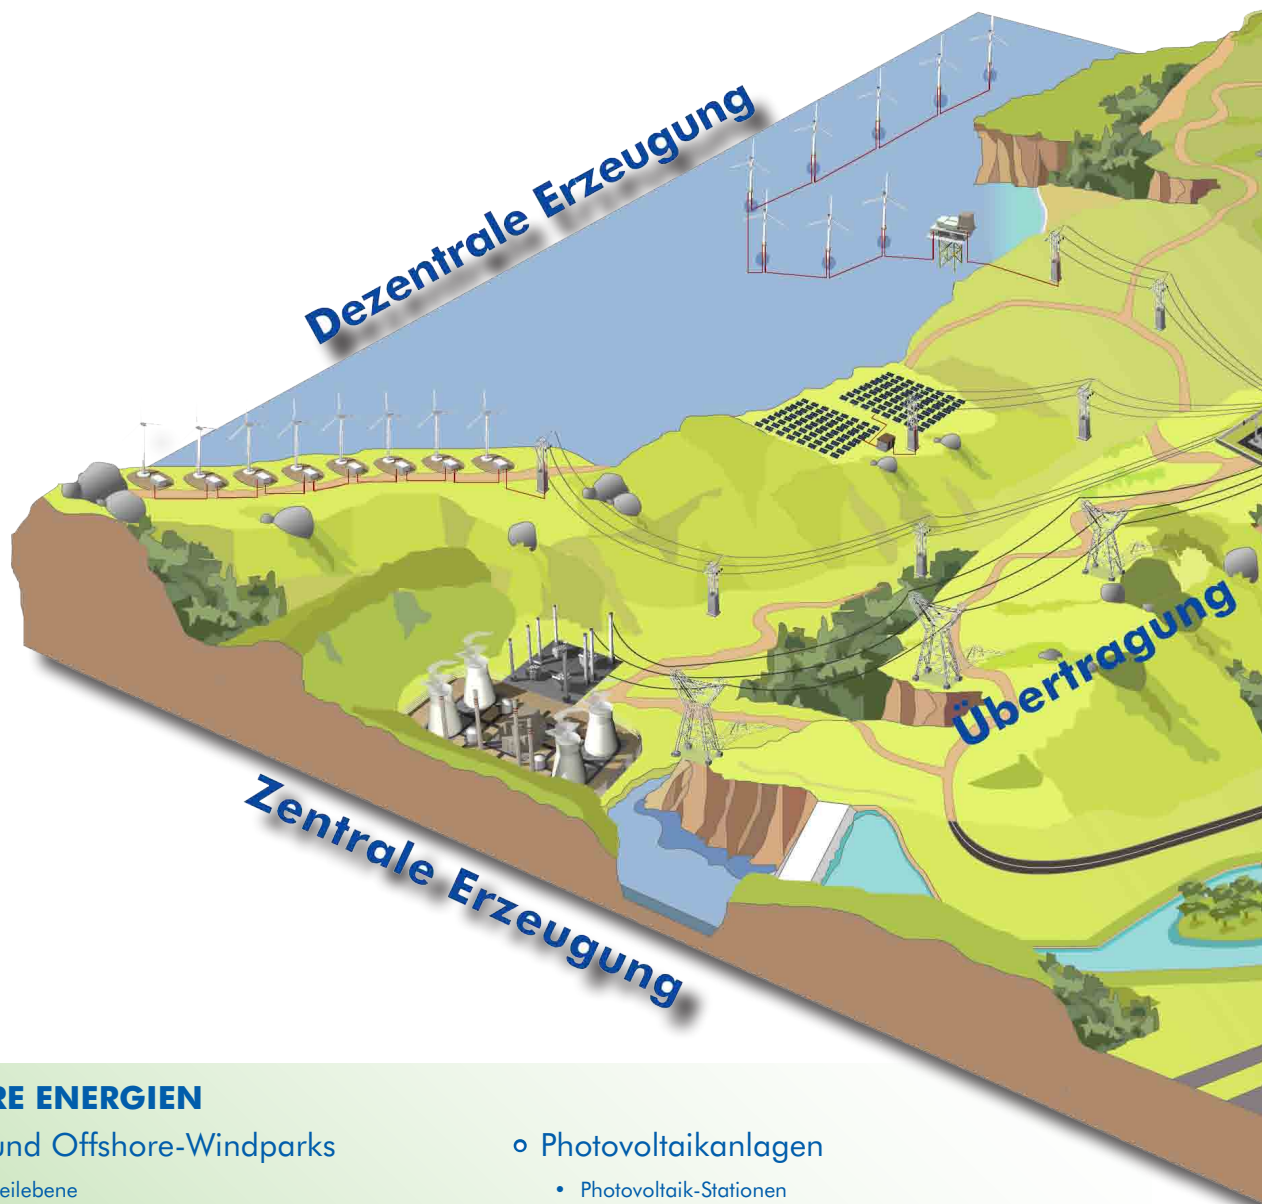 Dezentrale Erzeugung
Übertragung
Zentrale Erzeugung
RE ENERGIEN
und Offshore-Windparks
eilebene
Photovoltaikanlagen
• Photovoltaik-Stationen